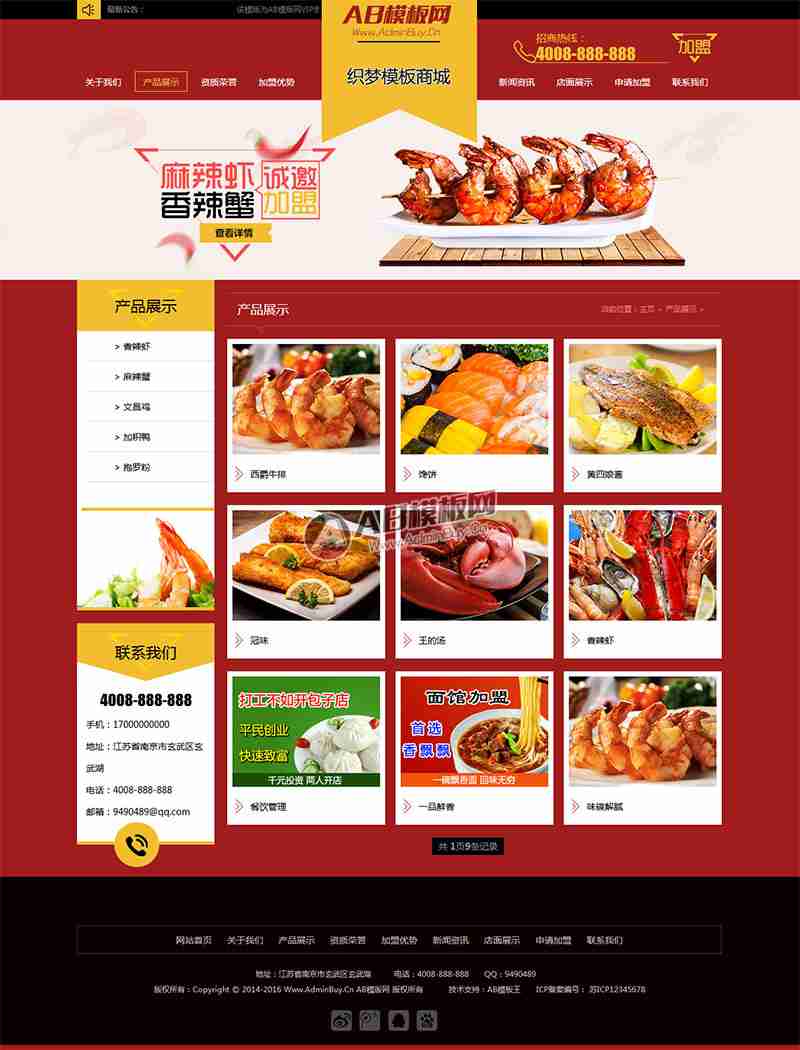 最新公告：
该模板为AB模板网VIP
AB模板网
Www.AdminBuy.Cn
织梦模板商城
招商热线：
4008-888-888
加盟
关于我们 产品展示 资质荣誉 加盟优势
新闻资讯 店面展示 申请加盟 联系我们
麻辣虾 诚邀
香辣蟹 加盟
查看详情
产品展示
> 香辣虾
> 麻辣蟹
> 文昌鸡
> 加积鸭
> 抱罗粉
产品展示
当前位置：主页 > 产品展示 >
西爵牛排
馋饼
黄四娘酱
AB模板网
Www.AdminBuy.Cn
冠味
王的汤
香辣虾
打工不如开包子店
平民创业
快速致富
千元投资 两人开店
餐饮管理
面馆加盟
首选
香飘飘
一碗飘香面 回味无穷
一品鲜香
味碗解腻
联系我们
4008-888-888
手机：17000000000
地址：江苏省南京市玄武区玄
武湖
电话：4008-888-888
邮箱：9490489@qq.com
共 1页9条记录
网站首页 关于我们 产品展示 资质荣誉 加盟优势 新闻资讯 店面展示 申请加盟 联系我们
地址：江苏省南京市玄武区玄武湖 电话：4008-888-888 QQ：9490489
版权所有：Copyright © 2014-2016 Www.AdminBuy.Cn AB模板网 版权所有 技术支持：AB模板王 ICP备案编号： 苏ICP12345678